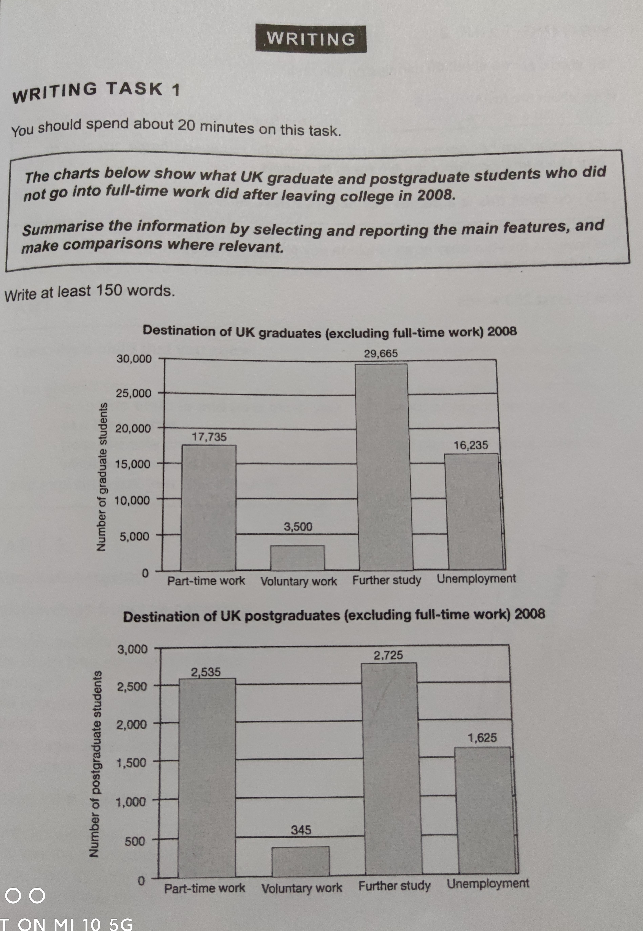 WRITING
WRITING TASK 1
You should spend about 20 minutes on this task.
The charts below show what UK graduate and postgraduate students who did
not go into full-time work did after leaving college in 2008.
Summarise the information by selecting and reporting the main features, and
make comparisons where relevant.
Write at least 150 words.
Destination of UK graduates (excluding full-time work) 2008
Number of graduate students
30,000
25,000
20,000
15,000
10,000
5,000
0
17,735
3,500
29,665
16,235
Part-time work Voluntary work Further study Unemployment
Destination of UK postgraduates (excluding full-time work) 2008
Number of postgraduate students
3,000
2,500
2,000
1,500
1,000
500
0
2,535
345
2,725
1,625
Part-time work Voluntary work Further study Unemployment
T ON MI 10 5G